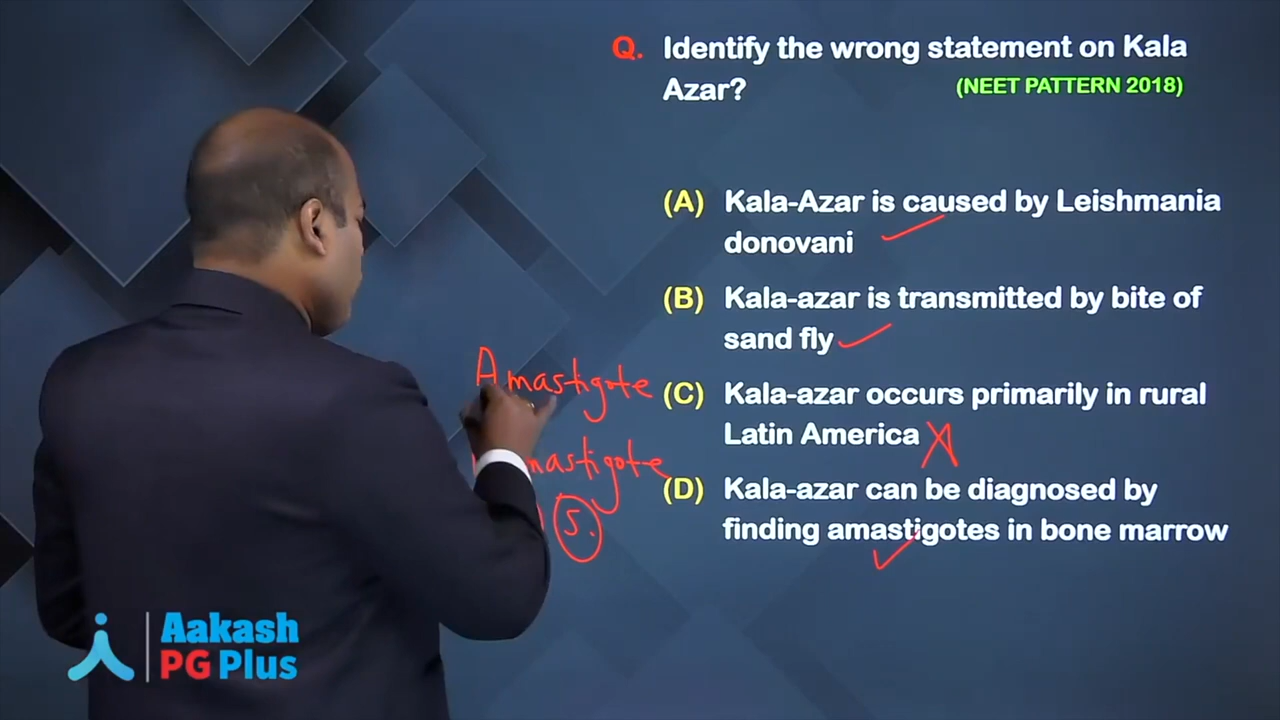 Q. Identify the wrong statement on Kala
Azar?
(NEET PATTERN 2018)
(A) Kala-Azar is caused by Leishmania
donovani
(B) Kala-azar is transmitted by bite of
sand fly
(C) Kala-azar occurs primarily in rural
Latin America
(D) Kala-azar can be diagnosed by
finding amastigotes in bone marrow
Amastigote
S.
Aakash
PG Plus